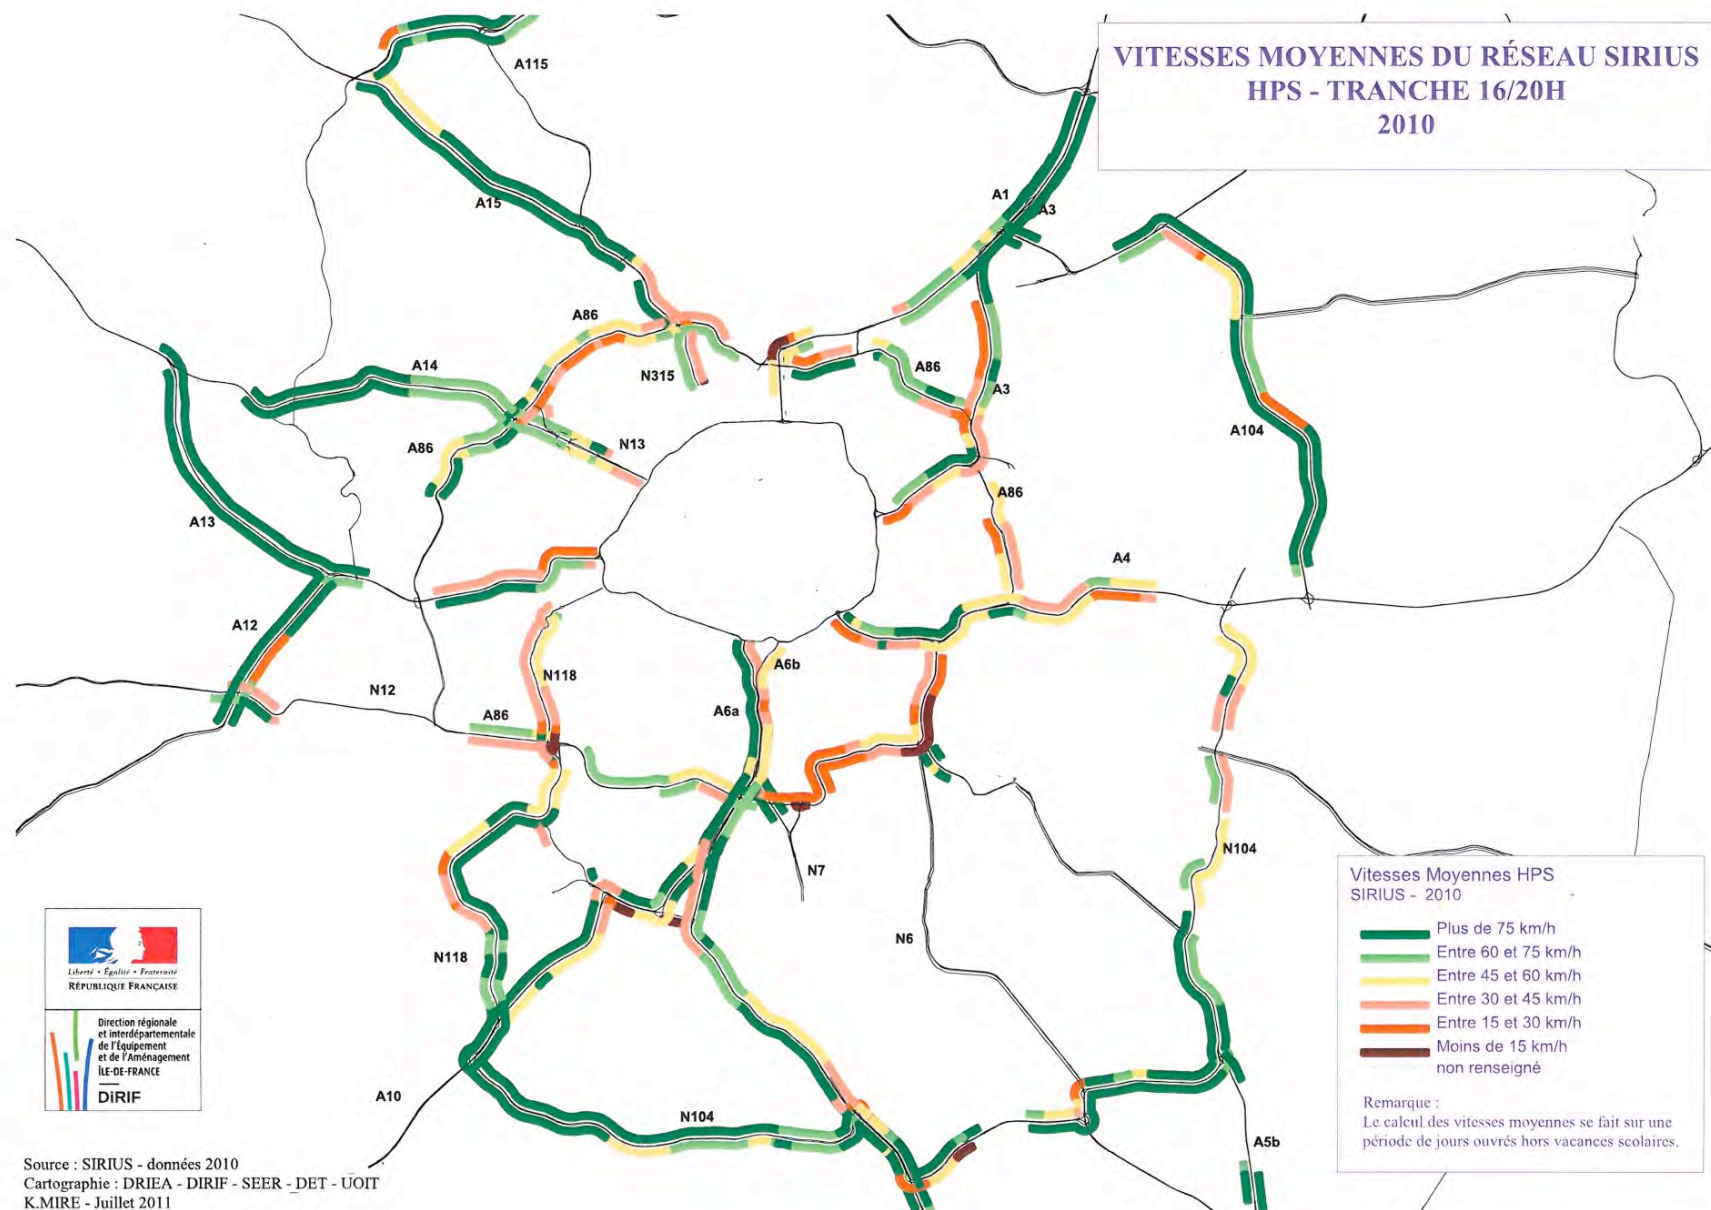 VITESSES MOYENNES DU RÉSEAU SIRIUS
HPS - TRANCHE 16/20H
2010
A115
A15
A1
A3
A86
A14
N315
A86
A3
A86
N13
A104
A86
A13
A4
A12
N12
N118
A6b
A6a
A86
N7
N104
N118
N6
A10
N104
A5b
Vitesses Moyennes HPS
SIRIUS - 2010
Plus de 75 km/h
Entre 60 et 75 km/h
Entre 45 et 60 km/h
Entre 30 et 45 km/h
Entre 15 et 30 km/h
Moins de 15 km/h
non renseigné
Remarque :
Le calcul des vitesses moyennes se fait sur une
période de jours ouvrés hors vacances scolaires.
Liberté • Égalité • Fraternité
RÉPUBLIQUE FRANÇAISE
Direction régionale
et interdépartementale
de l'Équipement
et de l'Aménagement
ÎLE-DE-FRANCE
DiRIF
Source : SIRIUS - données 2010
Cartographie : DRIEA - DIRIF - SEER - DET - UOIT
K.MIRE - Juillet 2011